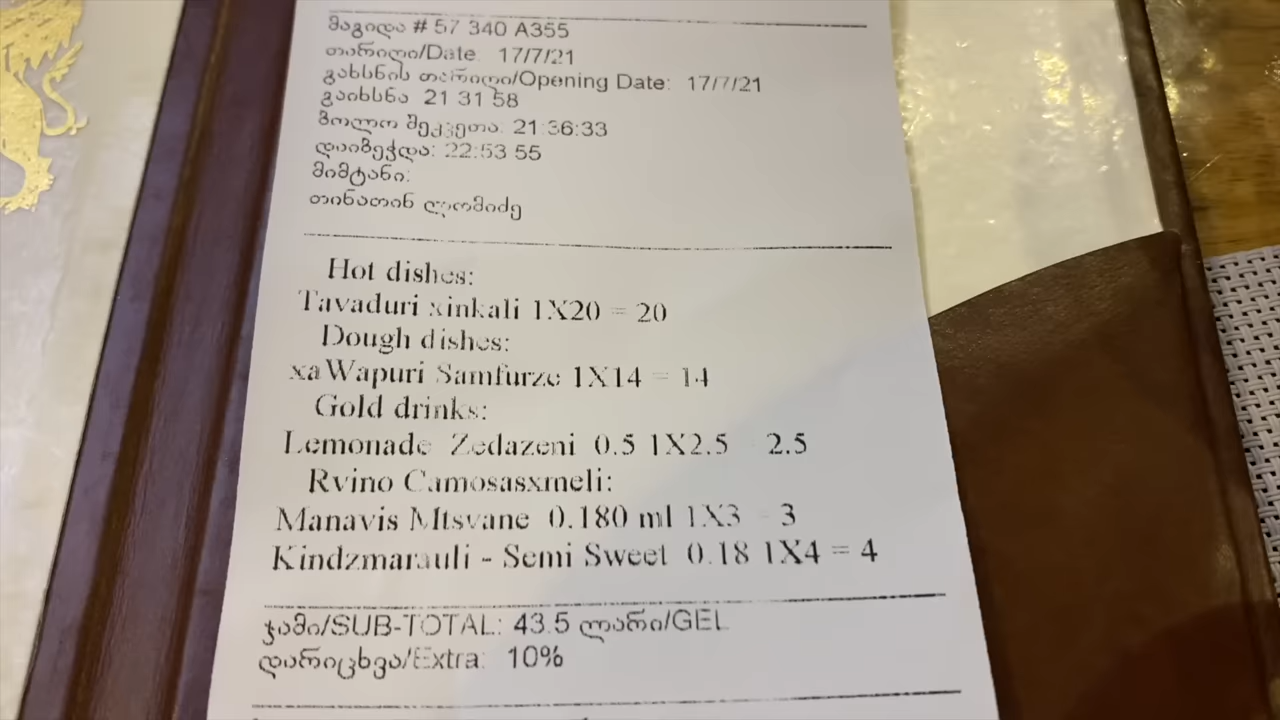 მაგიდა # 57 340 A355
თარიღი/Date: 17/7/21
გახსნის თარიღი/Opening Date: 17/7/21
გაიხსნა 21:31:58
ბოლო შეკვეთა: 21:36:33
დაიბეჭდა: 22:53:55
მიმტანი:
თინათინ ლომიძე
Hot dishes:
Tavaduri xinkali 1X20 = 20
Dough dishes:
xaWapuri Samfurze 1X14 = 14
Gold drinks:
Lemonade Zedazeni 0.5 1X2.5 = 2.5
Rvino Camosasxmeli:
Manavis Mtsvane 0.180 ml 1X3 = 3
Kindzmarauli - Semi Sweet 0.18 1X4 = 4
ჯამი/SUB-TOTAL: 43.5 ლარი/GEL
დარიცხვა/Extra: 10%